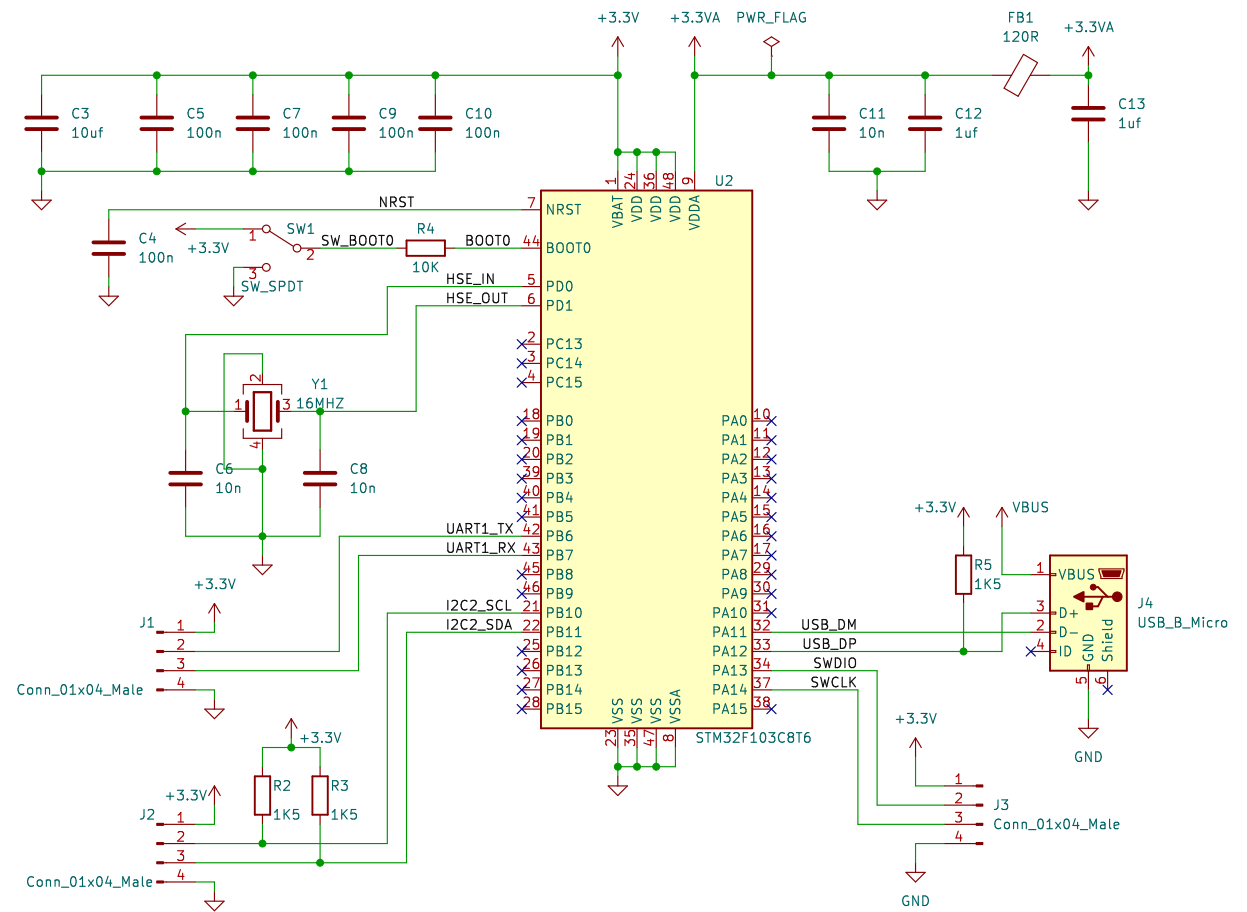 +3.3V
+3.3VA
PWR_FLAG
FB1
120R
+3.3VA
C3
10uf
C5
100n
C7
100n
C9
100n
C10
100n
C11
10n
C12
1uf
C13
1uf
1
24
36
48
9
U2
VBAT
VDD
VDD
VDD
VDDA
NRST
7
NRST
C4
100n
+3.3V
1
SW1
2
3
SW_SPDT
SW_BOOT0
R4
10K
BOOT0
44
BOOT0
HSE_IN
5
PD0
HSE_OUT
6
PD1
2
PC13
3
PC14
4
PC15
Y1
16MHZ
2
1
3
4
C6
10n
C8
10n
18
PB0
19
PB1
20
PB2
39
PB3
40
PB4
41
PB5
UART1_TX
42
PB6
UART1_RX
43
PB7
45
PB8
46
PB9
I2C2_SCL
21
PB10
I2C2_SDA
22
PB11
25
PB12
26
PB13
27
PB14
28
PB15
PA0
10
PA1
11
PA2
12
PA3
13
PA4
14
PA5
15
PA6
16
PA7
17
PA8
29
PA9
30
PA10
31
PA11
32
USB_DM
PA12
33
USB_DP
PA13
34
SWDIO
PA14
37
SWCLK
PA15
38
VSS
VSS
VSS
VSSA
23
35
47
8
STM32F103C8T6
+3.3V
J1
1
2
3
4
Conn_01x04_Male
+3.3V
R2
1K5
R3
1K5
+3.3V
J2
1
2
3
4
Conn_01x04_Male
+3.3V
VBUS
R5
1K5
1
VBUS
3
D+
2
D-
4
ID
GND
Shield
5
6
J4
USB_B_Micro
GND
+3.3V
1
2
3
4
J3
Conn_01x04_Male
GND